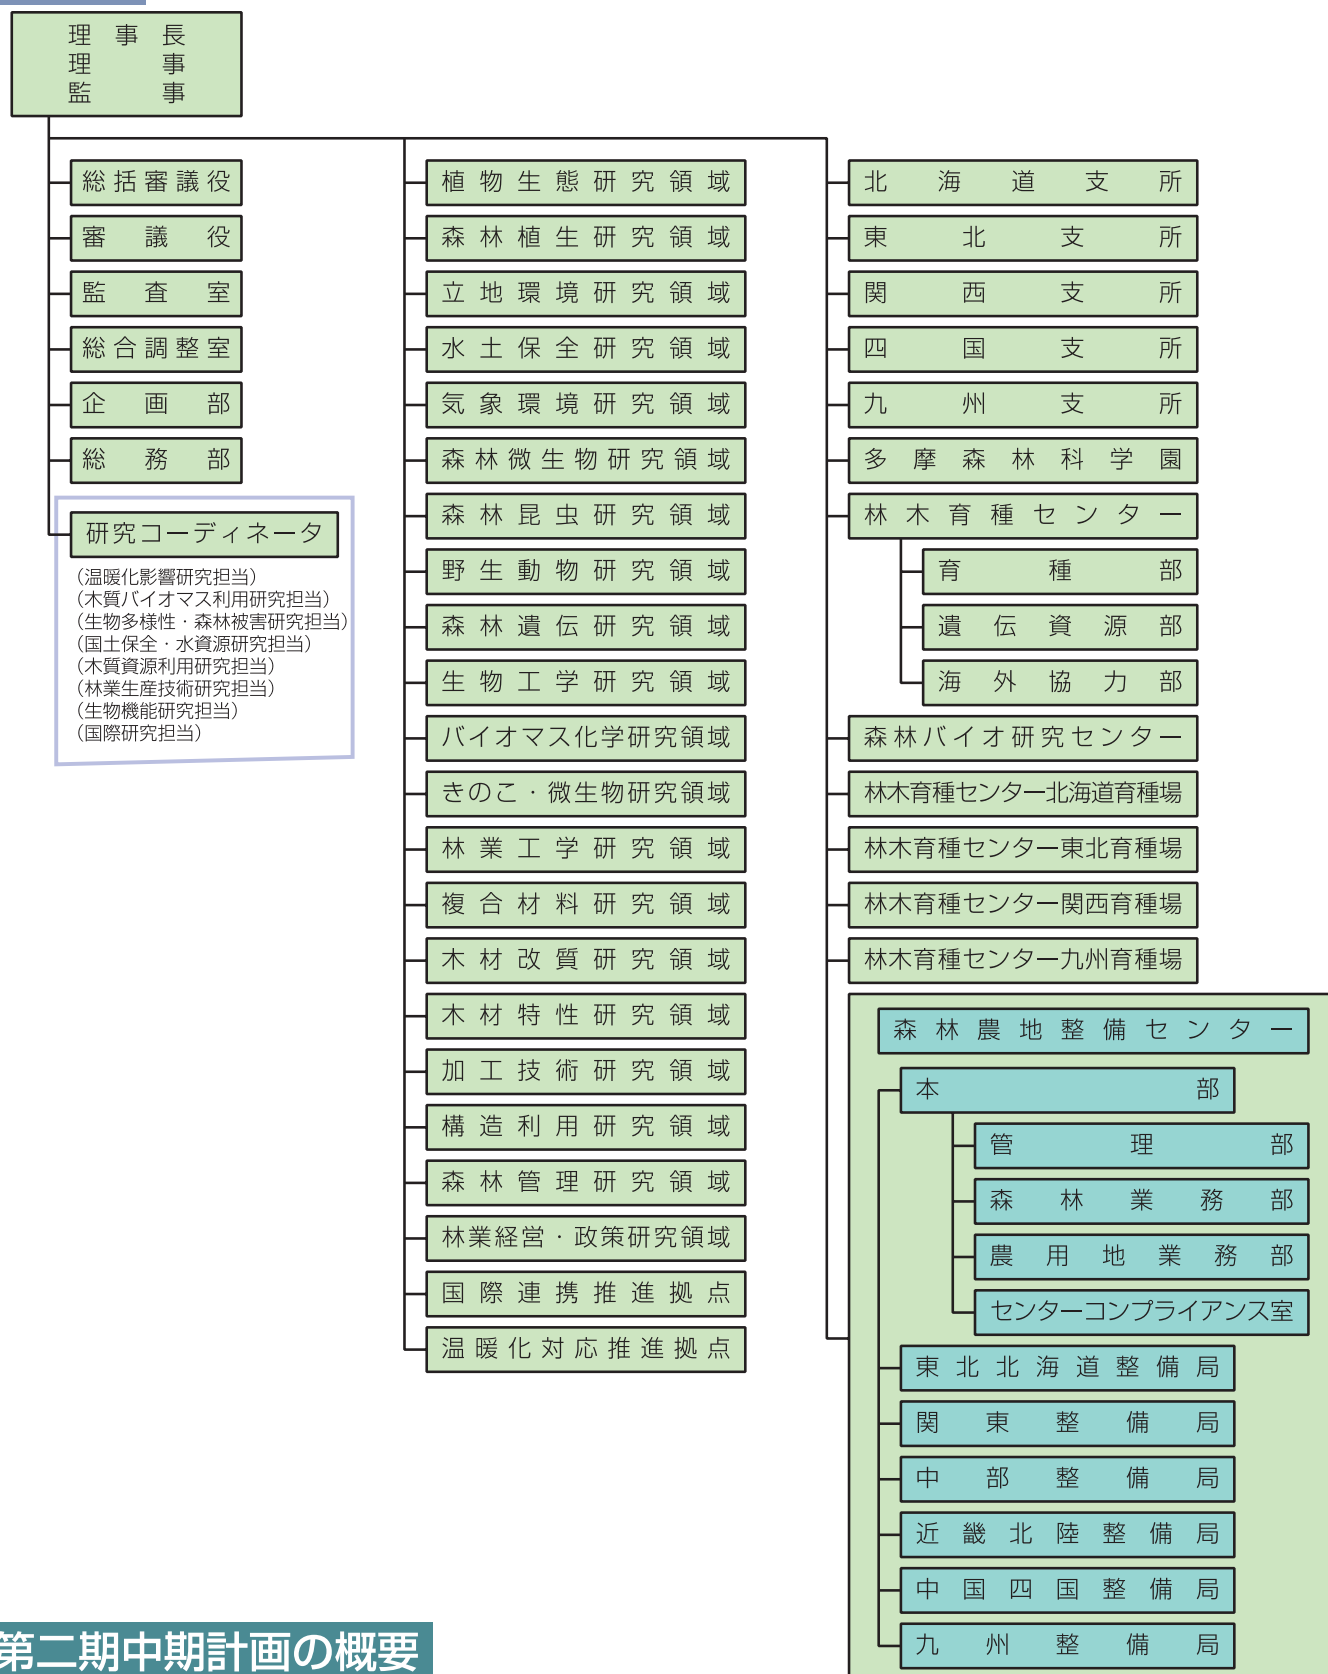 理事長
理事
監事
総括審議役
審議役
監査室
総合調整室
企画部
総務部
研究コーディネータ
（温暖化影響研究担当）
（木質バイオマス利用研究担当）
（生物多様性・森林被害研究担当）
（国土保全・水資源研究担当）
（木質資源利用研究担当）
（林業生産技術研究担当）
（生物機能研究担当）
（国際研究担当）
植物生態研究領域
森林植生研究領域
立地環境研究領域
水土保全研究領域
気象環境研究領域
森林微生物研究領域
森林昆虫研究領域
野生動物研究領域
森林遺伝研究領域
生物工学研究領域
バイオマス化学研究領域
きのこ・微生物研究領域
林業工学研究領域
複合材料研究領域
木材改質研究領域
木材特性研究領域
加工技術研究領域
構造利用研究領域
森林管理研究領域
林業経営・政策研究領域
国際連携推進拠点
温暖化対応推進拠点
北海道支所
東北支所
関西支所
四国支所
九州支所
多摩森林科学園
林木育種センター
育種部
遺伝資源部
海外協力部
森林バイオ研究センター
林木育種センター北海道育種場
林木育種センター東北育種場
林木育種センター関西育種場
林木育種センター九州育種場
森林農地整備センター
本部
管理部
森林業務部
農用地業務部
センターコンプライアンス室
東北北海道整備局
関東整備局
中部整備局
近畿北陸整備局
中国四国整備局
九州整備局
第二期中期計画の概要